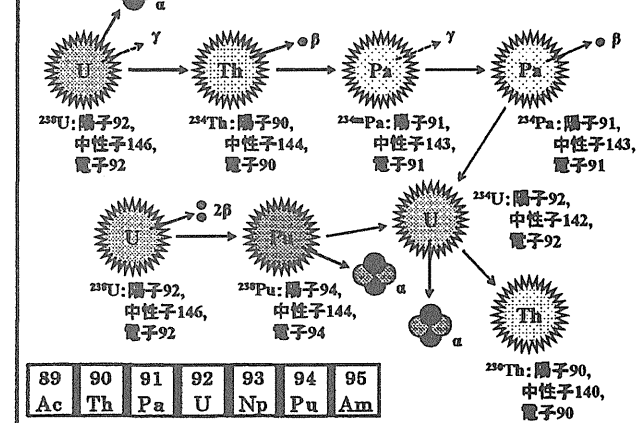 α
γ
U
β
Th
γ
Pa
β
Pa
²³⁸U:陽子92,
中性子146,
電子92
²³⁴Th:陽子90,
中性子144,
電子90
²³⁴ᵐPa:陽子91,
中性子143,
電子91
²³⁴Pa:陽子91,
中性子143,
電子91
2β
U
Pu
α
U
α
²³⁴U:陽子92,
中性子142,
電子92
Th
²³⁸U:陽子92,
中性子146,
電子92
²³⁸Pu:陽子94,
中性子144,
電子94
²³⁰Th:陽子90,
中性子140,
電子90
89 90 91 92 93 94 95
Ac Th Pa U Np Pu Am